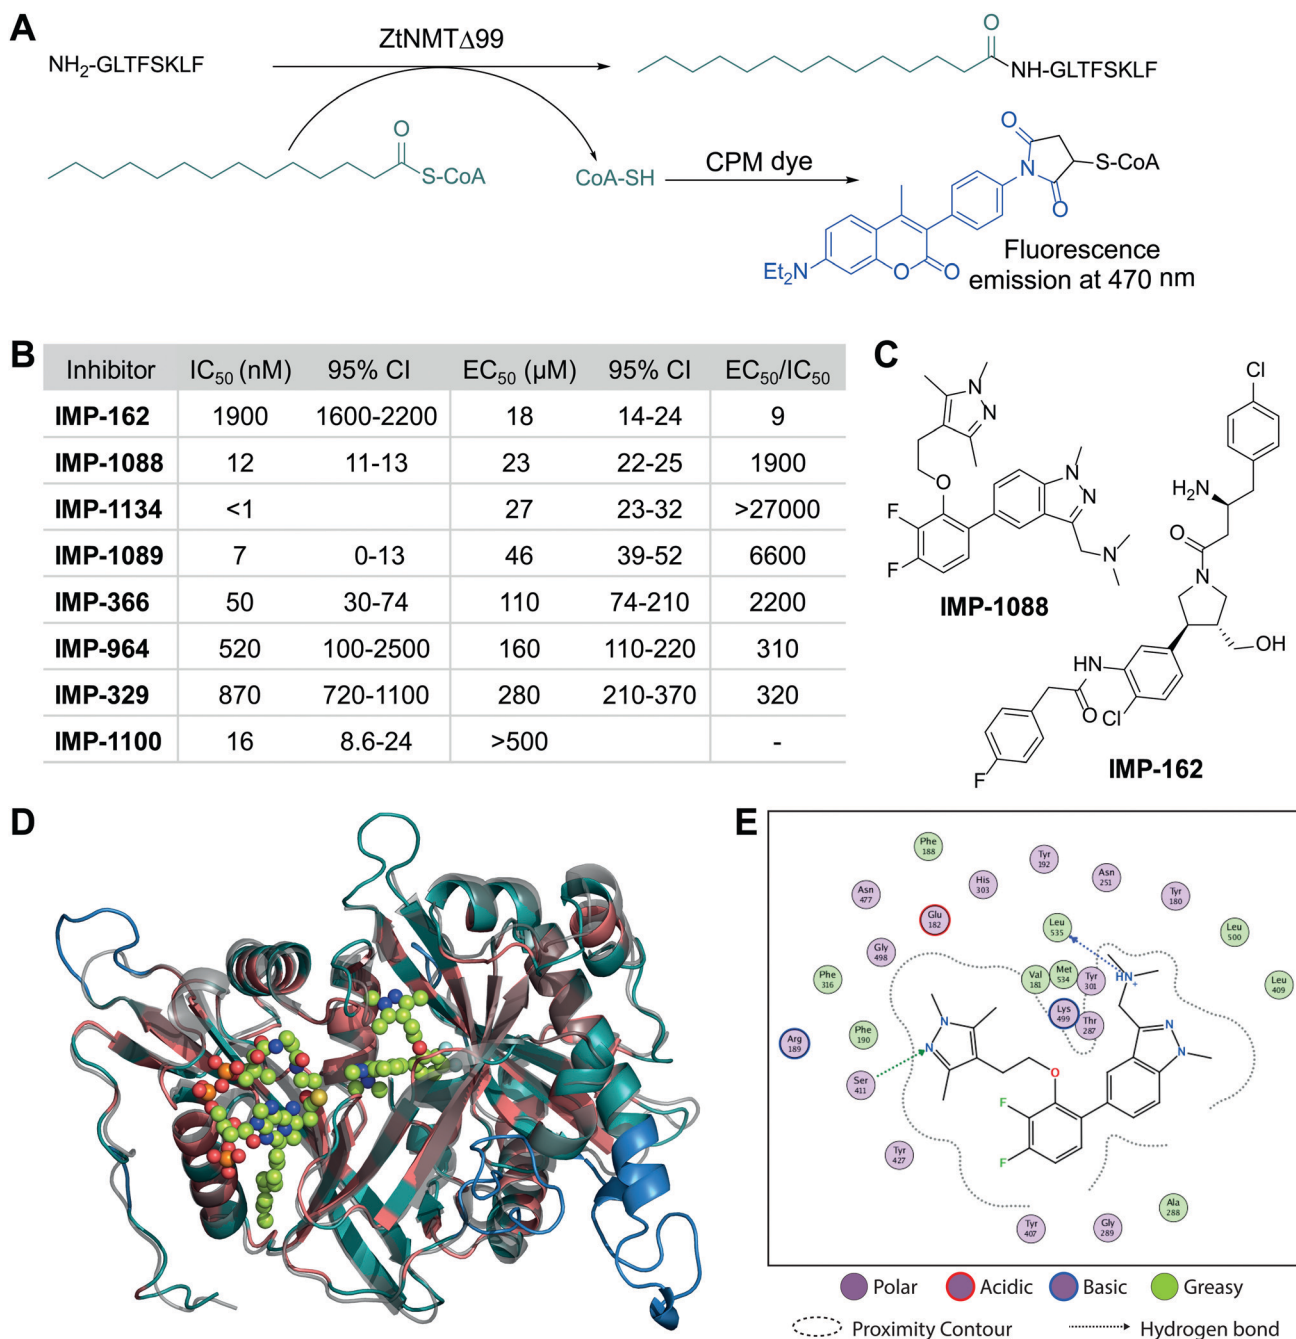 A
NH₂-GLTFSKLF
ZtNMTΔ99
O
NH-GLTFSKLF
O
S-CoA
CoA-SH
CPM dye
O
N
O
S-CoA
Et₂N
O
O
Fluorescence
emission at 470 nm
B
Inhibitor IC₅₀ (nM) 95% CI EC₅₀ (µM) 95% CI EC₅₀/IC₅₀
IMP-162 1900 1600-2200 18 14-24 9
IMP-1088 12 11-13 23 22-25 1900
IMP-1134 <1 27 23-32 >27000
IMP-1089 7 0-13 46 39-52 6600
IMP-366 50 30-74 110 74-210 2200
IMP-964 520 100-2500 160 110-220 310
IMP-329 870 720-1100 280 210-370 320
IMP-1100 16 8.6-24 >500 -
C
N
N
O
F
F
N
N
N
IMP-1088
Cl
H₂N
O
N
OH
HN
O
Cl
F
IMP-162
D
E
Phe
188
Tyr
192
His
303
Asn
251
Asn
477
Tyr
180
Glu
182
Leu
535
Leu
500
Gly
498
Phe
316
Val
181
Met
534
Tyr
301
HN
+
Leu
409
Lys
499
Thr
287
Arg
189
Phe
190
N
N
N
N
Ser
411
O
F
F
Tyr
427
Ala
288
Tyr
407
Gly
289
Polar
Acidic
Basic
Greasy
Proximity Contour
Hydrogen bond